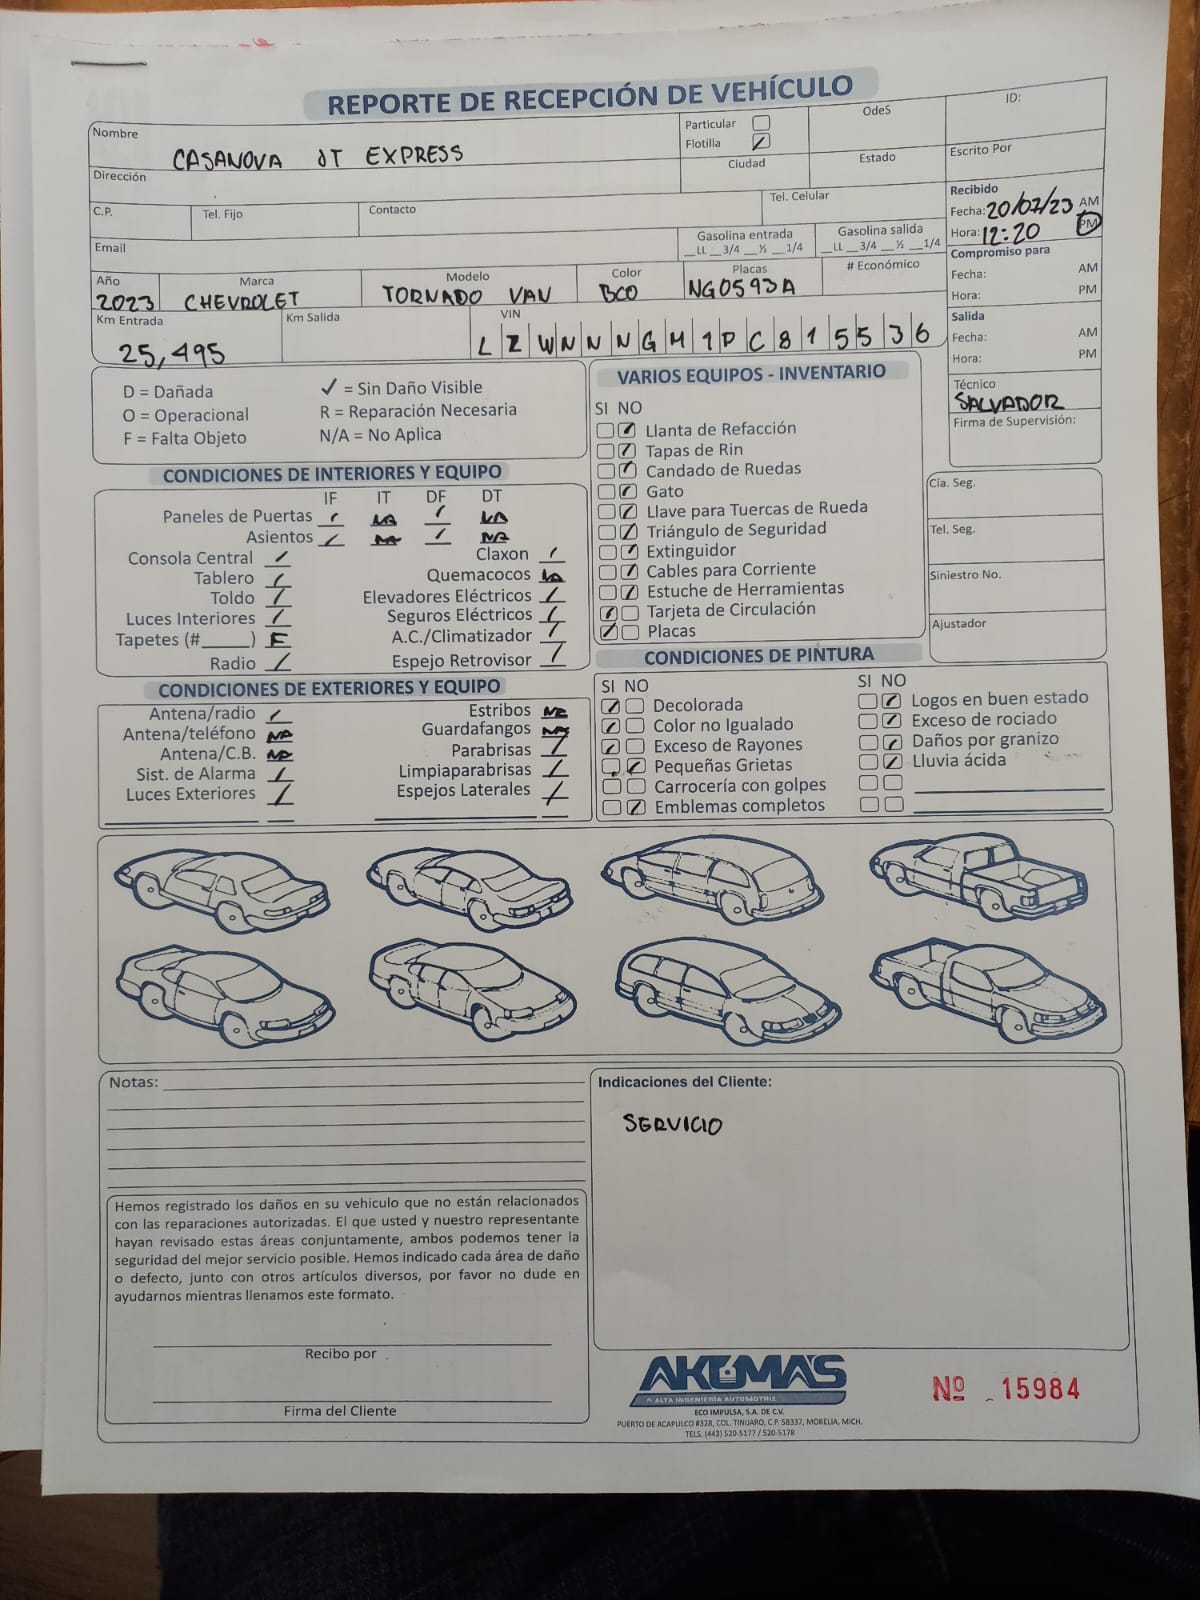 REPORTE DE RECEPCIÓN DE VEHÍCULO
Nombre
CASANOVA JT EXPRESS
Particular
Flotilla
OdeS
ID:
Dirección
Ciudad
Estado
Escrito Por
C.P.
Tel. Fijo
Contacto
Tel. Celular
Recibido
Fecha: 20/07/23 AM
Hora: 12:20 PM
Email
Gasolina entrada
__LL __3/4 __½ __1/4
Gasolina salida
__LL __3/4 __½ __1/4
Compromiso para
Fecha: AM
Hora: PM
Año
2023
Marca
CHEVROLET
Modelo
TORNADO VAN
Color
BCO
Placas
NG0593A
# Económico
Km Entrada
25,495
Km Salida
VIN
LZWNNNGM1PC815536
Salida
Fecha: AM
Hora: PM
Técnico
SALVADOR
Firma de Supervisión:
D = Dañada
✓ = Sin Daño Visible
O = Operacional
R = Reparación Necesaria
F = Falta Objeto
N/A = No Aplica
CONDICIONES DE INTERIORES Y EQUIPO
IF IT DF DT
Paneles de Puertas ✓ NA ✓ NA
Asientos ✓ NA ✓ NA
Consola Central ✓
Claxon ✓
Tablero ✓
Quemacocos NA
Toldo ✓
Elevadores Eléctricos ✓
Luces Interiores ✓
Seguros Eléctricos ✓
Tapetes (#_____) F
A.C./Climatizador ✓
Radio ✓
Espejo Retrovisor ✓
VARIOS EQUIPOS - INVENTARIO
SI NO
Llanta de Refacción
Tapas de Rin
Candado de Ruedas
Gato
Llave para Tuercas de Rueda
Triángulo de Seguridad
Extinguidor
Cables para Corriente
Estuche de Herramientas
Tarjeta de Circulación
Placas
Cía. Seg.
Tel. Seg.
Siniestro No.
Ajustador
CONDICIONES DE EXTERIORES Y EQUIPO
Antena/radio ✓
Estribos NA
Antena/teléfono NA
Guardafangos NA
Antena/C.B. NA
Parabrisas ✓
Sist. de Alarma ✓
Limpiaparabrisas ✓
Luces Exteriores ✓
Espejos Laterales ✓
CONDICIONES DE PINTURA
SI NO
Decolorada
Color no Igualado
Exceso de Rayones
Pequeñas Grietas
Carrocería con golpes
Emblemas completos
SI NO
Logos en buen estado
Exceso de rociado
Daños por granizo
Lluvia ácida
Notas:
Hemos registrado los daños en su vehiculo que no están relacionados
con las reparaciones autorizadas. El que usted y nuestro representante
hayan revisado estas áreas conjuntamente, ambos podemos tener la
seguridad del mejor servicio posible. Hemos indicado cada área de daño
o defecto, junto con otros artículos diversos, por favor no dude en
ayudarnos mientras llenamos este formato.
Recibo por
Firma del Cliente
Indicaciones del Cliente:
SERVICIO
AKUMA'S
ALTA INGENIERÍA AUTOMOTRIZ
ECO IMPULSA, S.A. DE C.V.
PUERTO DE ACAPULCO #328, COL. TINIJARO, C.P. 58337, MORELIA, MICH.
TELS. (443) 520-5177 / 520-5178
Nº 15984